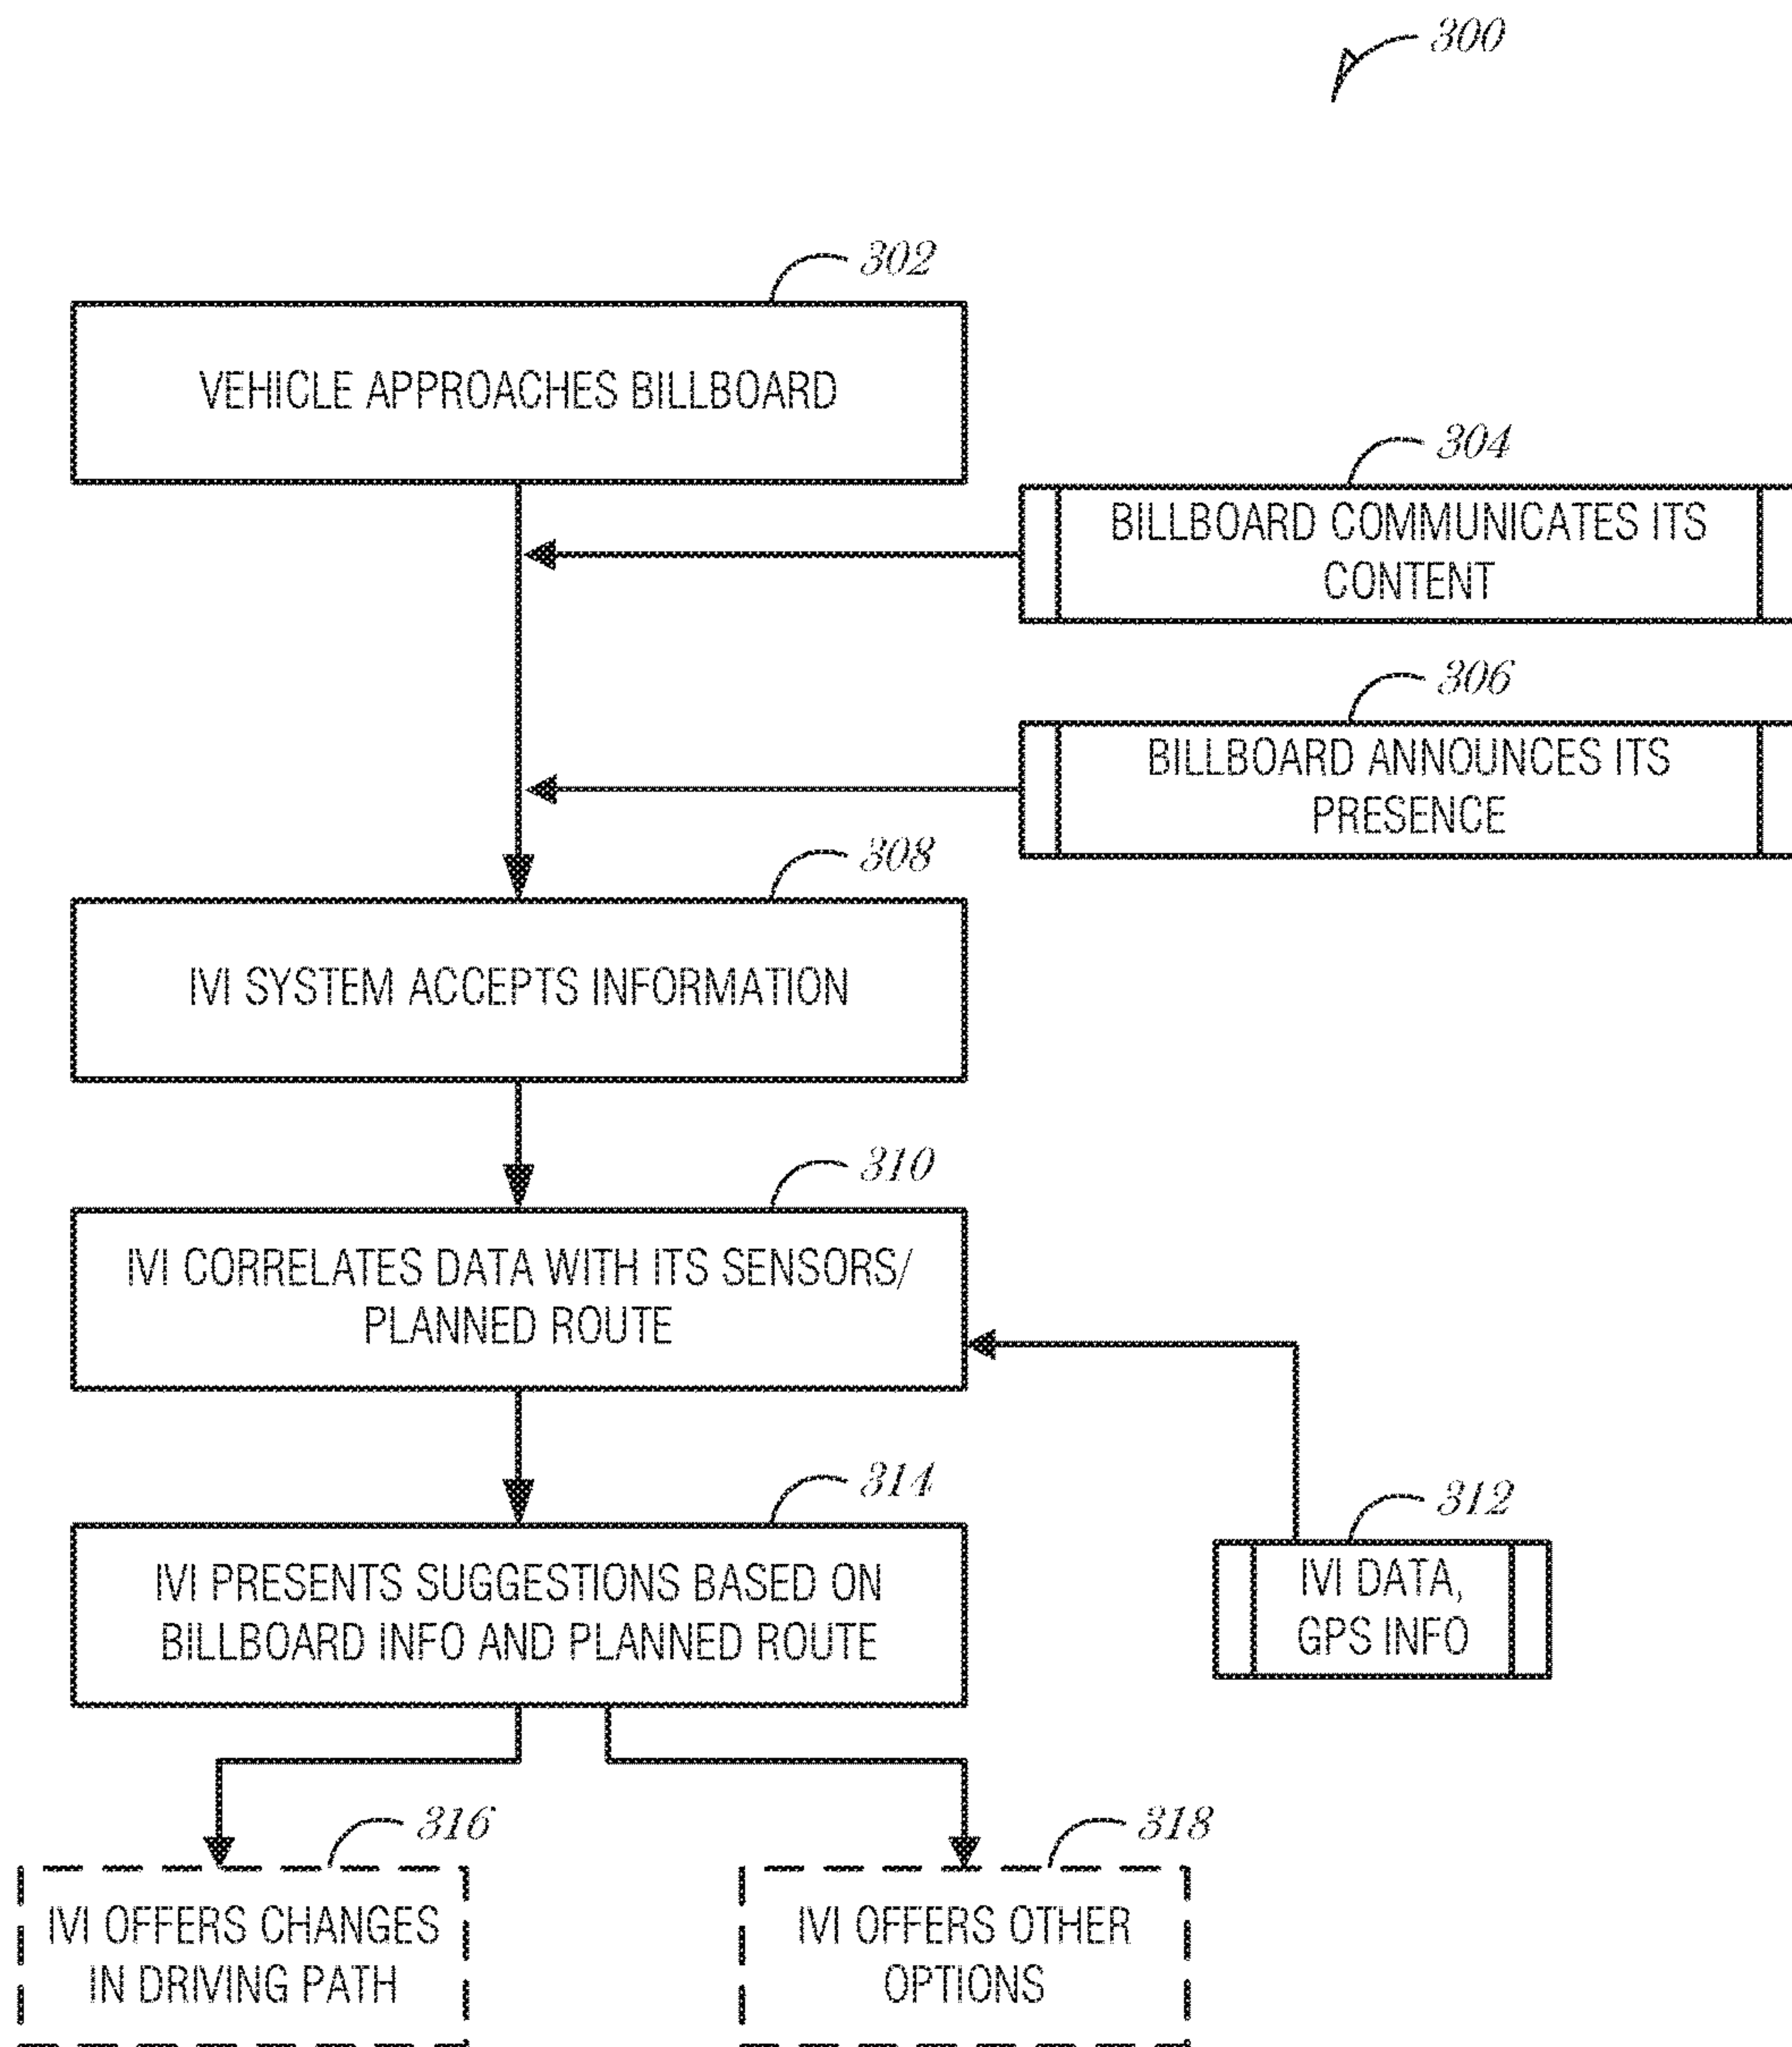 300
302
VEHICLE APPROACHES BILLBOARD
304
BILLBOARD COMMUNICATES ITS
CONTENT
306
BILLBOARD ANNOUNCES ITS
PRESENCE
308
IVI SYSTEM ACCEPTS INFORMATION
310
IVI CORRELATES DATA WITH ITS SENSORS/
PLANNED ROUTE
314
IVI PRESENTS SUGGESTIONS BASED ON
BILLBOARD INFO AND PLANNED ROUTE
312
IVI DATA,
GPS INFO
316
IVI OFFERS CHANGES
IN DRIVING PATH
318
IVI OFFERS OTHER
OPTIONS